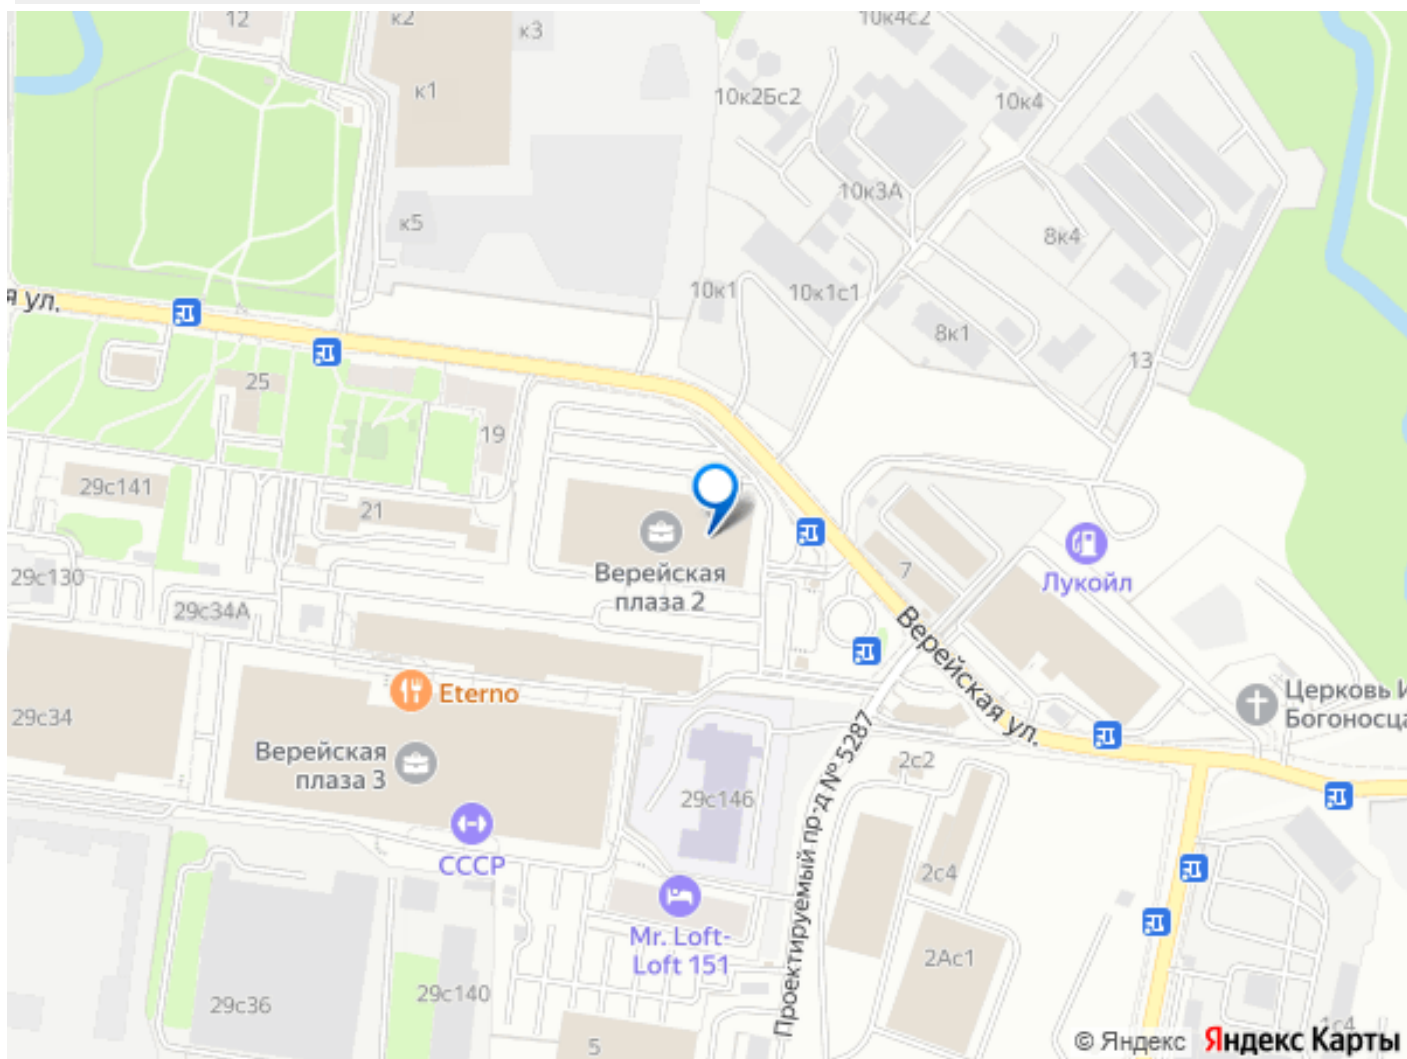 12
к2
к3
10к4с2
к1
10к2Бс2
10к4
10к3А
к5
8к4
10к1
10к1с1
я ул.
8к1
13
25
19
29с141
21
Верейская
плаза 2
7
Лукойл
29с130
29с34А
Верейская ул.
Eterno
29с34
Верейская
плаза 3
Церковь И
Богоносца
Проектируемый пр-д № 5287
2с2
29с146
СССР
2с4
Mr. Loft-
Loft 151
2Ас1
29с36
29с140
5
1с4
© Яндекс
Яндекс Карты